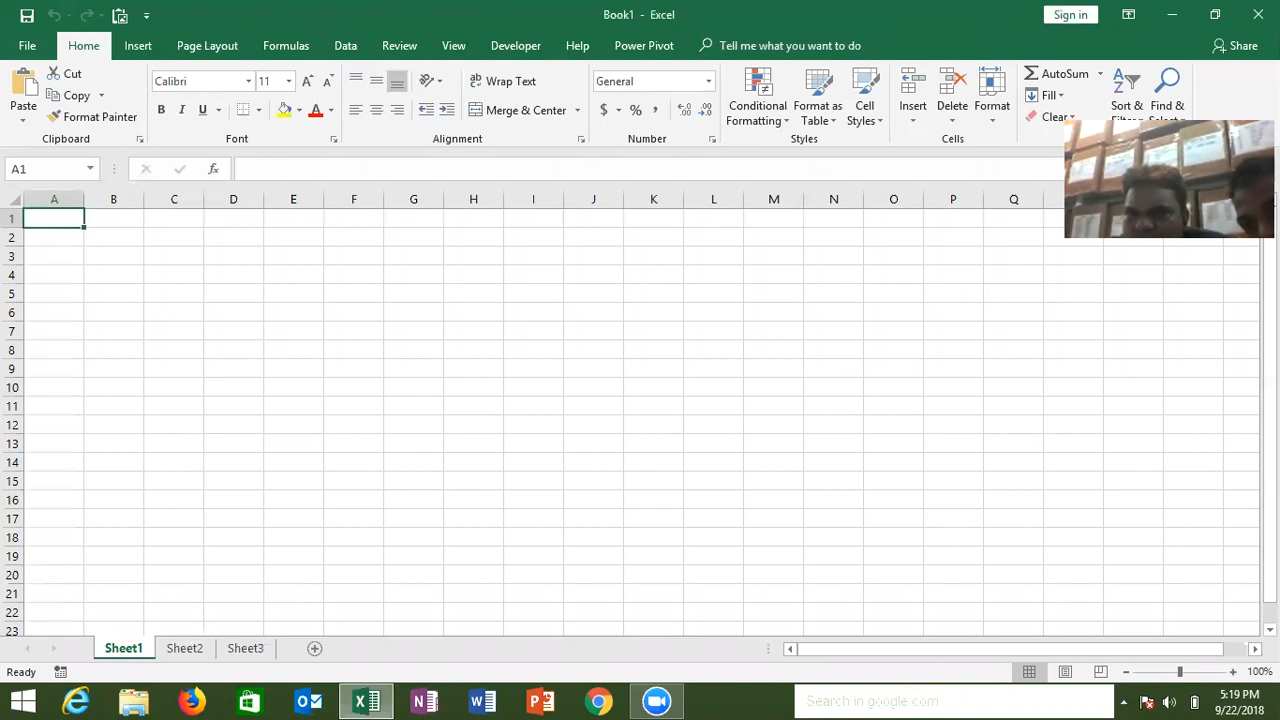 Book1 - Excel
Sign in
File Home Insert Page Layout Formulas Data Review View Developer Help Power Pivot Tell me what you want to do Share
Paste
Cut
Copy
Format Painter
Clipboard
Calibri 11
B I U
Font
Wrap Text
Merge & Center
Alignment
General
$ % ,
Number
Conditional Formatting
Format as Table
Cell Styles
Styles
Insert Delete Format
Cells
AutoSum
Fill
Clear
Sort &
Find &
A1
fx
A B C D E F G H I J K L M N O P Q
1
2
3
4
5
6
7
8
9
10
11
12
13
14
15
16
17
18
19
20
21
22
23
Sheet1 Sheet2 Sheet3
Ready
100%
Search in google.com
5:19 PM
9/22/2018